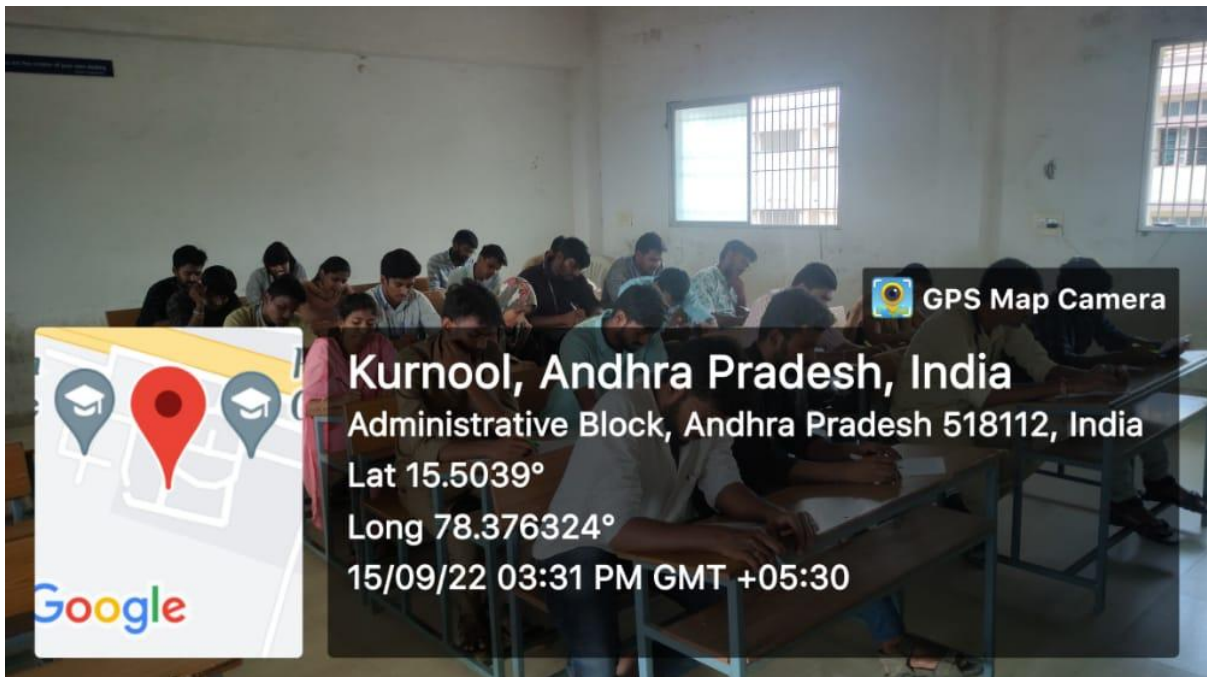 GPS Map Camera
Kurnool, Andhra Pradesh, India
Administrative Block, Andhra Pradesh 518112, India
Lat 15.5039°
Long 78.376324°
15/09/22 03:31 PM GMT +05:30
Google